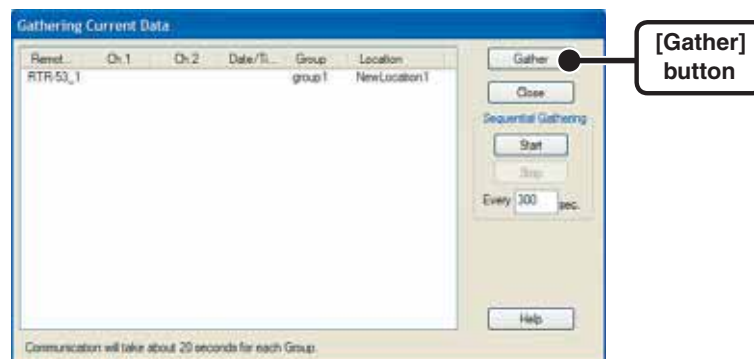 Gathering Current Data
Remot... Ch.1 Ch.2 Date/Ti... Group Location
RTR-53_1 group1 NewLocation1
Gather
Close
Sequential Gathering
Start
Stop
Every 300 sec.
Help
Communication will take about 20 seconds for each Group.
[Gather]
button